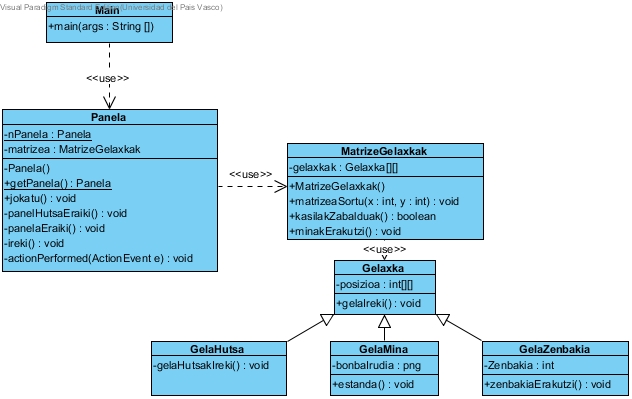 Visual Paradigm Standard
(Universidad del Pais Vasco)
Main
+main(args : String [])
<<use>>
Panela
-nPanela : Panela
-matrizea : MatrizeGelaxkak
-Panela()
+getPanela() : Panela
+jokatu() : void
-panelHutsaEraiki() : void
-panelaEraiki() : void
-ireki() : void
-actionPerformed(ActionEvent e) : void
<<use>>
MatrizeGelaxkak
-gelaxkak : Gelaxka[][]
+MatrizeGelaxkak()
+matrizeaSortu(x : int, y : int) : void
+kasilakZabalduak() : boolean
+minakErakutzi() : void
<<use>>
Gelaxka
-posizioa : int[][]
+gelaIreki() : void
GelaHutsa
-gelaHutsakIreki() : void
GelaMina
-bonbaIrudia : png
+estanda() : void
GelaZenbakia
-Zenbakia : int
+zenbakiaErakutzi() : void